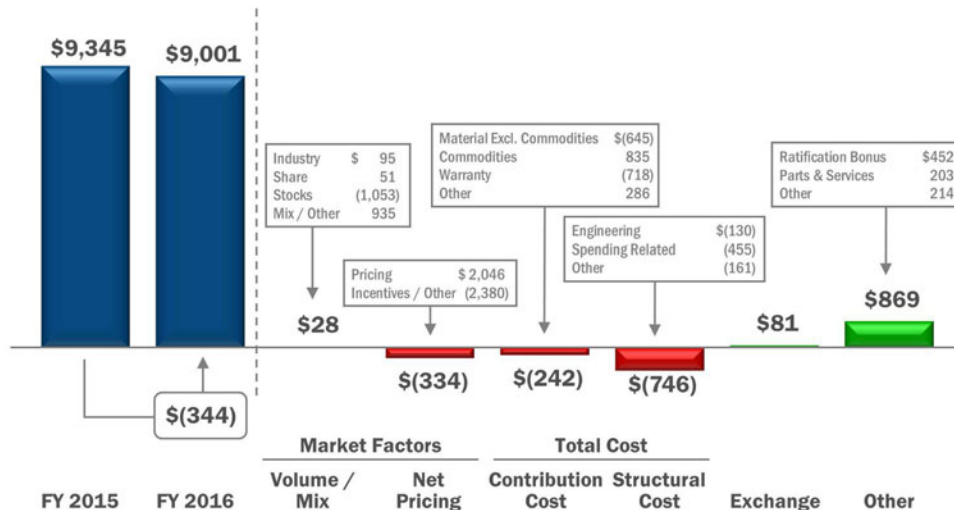 $9,345
$9,001
$(344)
FY 2015
FY 2016
Industry $ 95
Share 51
Stocks (1,053)
Mix / Other 935
$28
Pricing $ 2,046
Incentives / Other (2,380)
$(334)
Material Excl. Commodities $(645)
Commodities 835
Warranty (718)
Other 286
$(242)
Engineering $(130)
Spending Related (455)
Other (161)
$(746)
$81
Ratification Bonus $452
Parts & Services 203
Other 214
$869
Market Factors
Volume /
Mix
Net
Pricing
Total Cost
Contribution
Cost
Structural
Cost
Exchange
Other